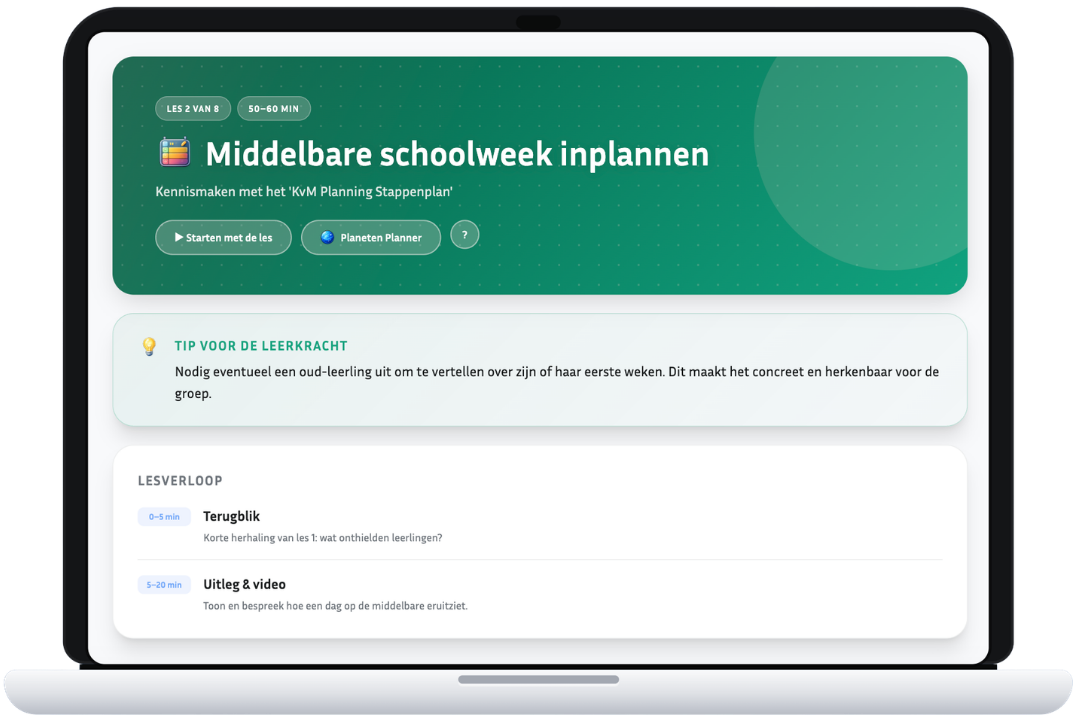 LES 2 VAN 8
50–60 MIN
Middelbare schoolweek inplannen
Kennismaken met het 'KvM Planning Stappenplan'
▶ Starten met de les
Planeten Planner
?
TIP VOOR DE LEERKRACHT
Nodig eventueel een oud-leerling uit om te vertellen over zijn of haar eerste weken. Dit maakt het concreet en herkenbaar voor de
groep.
LESVERLOOP
0–5 min
Terugblik
Korte herhaling van les 1: wat onthielden leerlingen?
5–20 min
Uitleg & video
Toon en bespreek hoe een dag op de middelbare eruitziet.